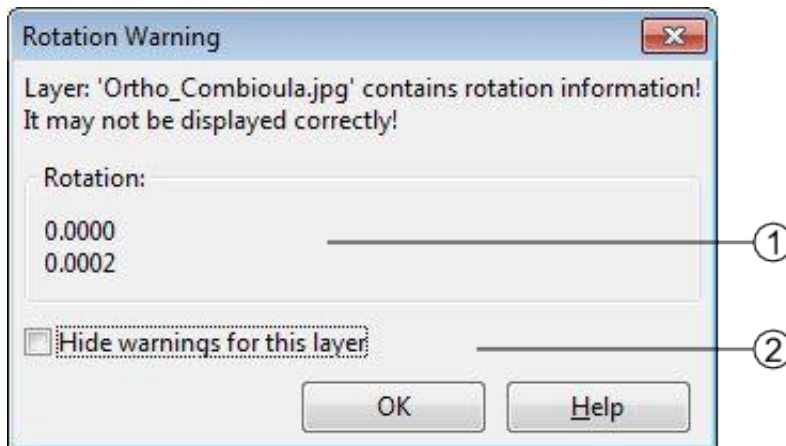 Rotation Warning
Layer: 'Ortho_Combioula.jpg' contains rotation information!
It may not be displayed correctly!
Rotation:
0.0000
0.0002
1
Hide warnings for this layer
2
OK
Help